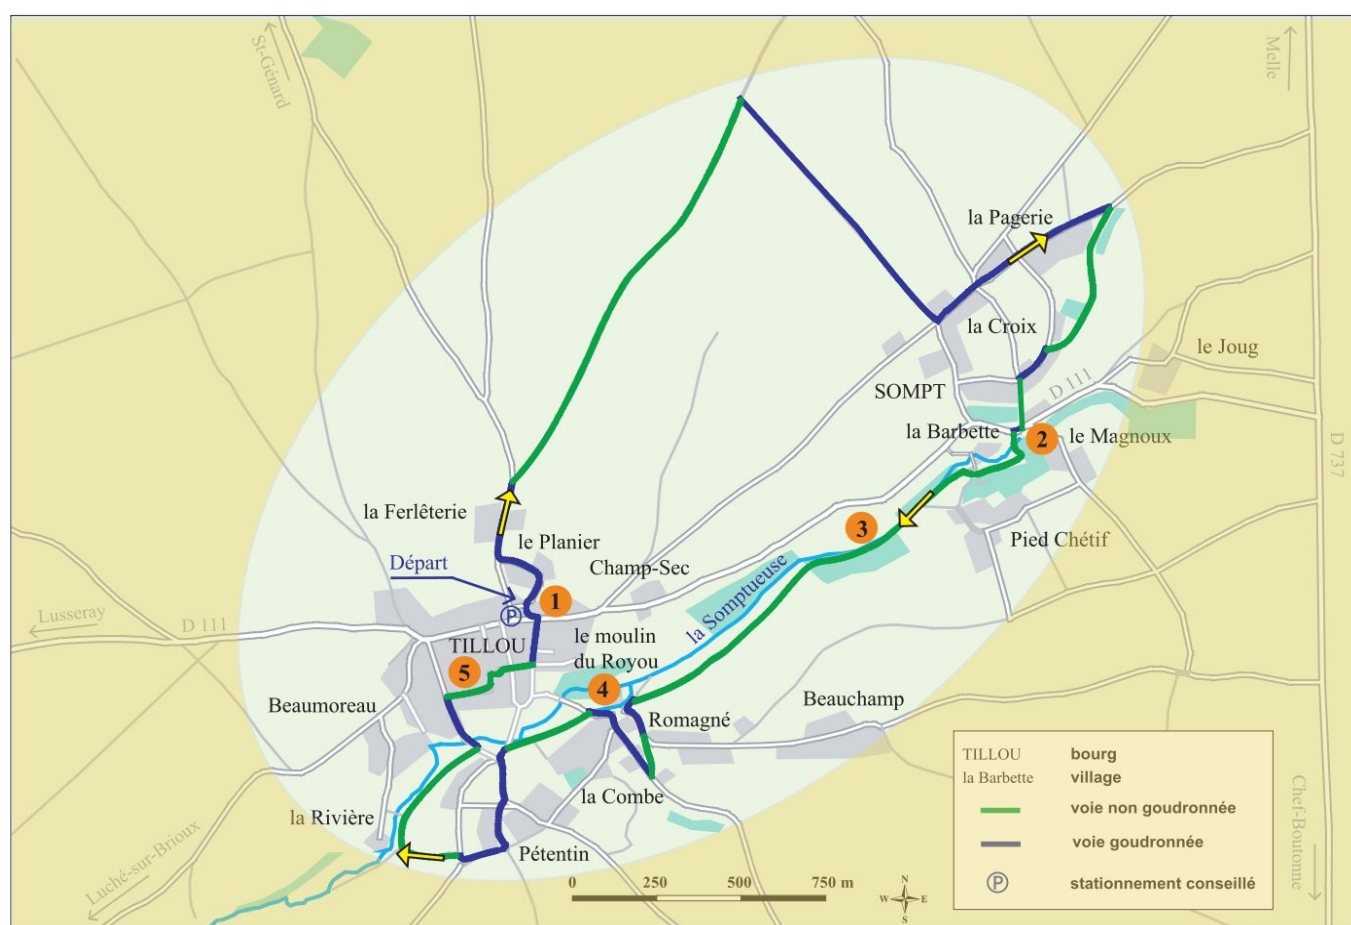 St-Génard
Melle
la Pagerie
la Croix
le Joug
D 111
SOMPT
la Barbette
2
le Magnoux
D 737
la Ferlêterie
3
Pied Chétif
le Planier
Départ
Champ-Sec
1
P
Lusseray
D 111
la Somptueuse
TILLOU
le moulin
du Royou
5
4
Beaumoreau
Romagné
Beauchamp
la Combe
la Rivière
Pétentin
Luché-sur-Brioux
Chef-Boutonne
0 250 500 750 m
N
W E
S
TILLOU bourg
la Barbette village
voie non goudronnée
voie goudronnée
P stationnement conseillé